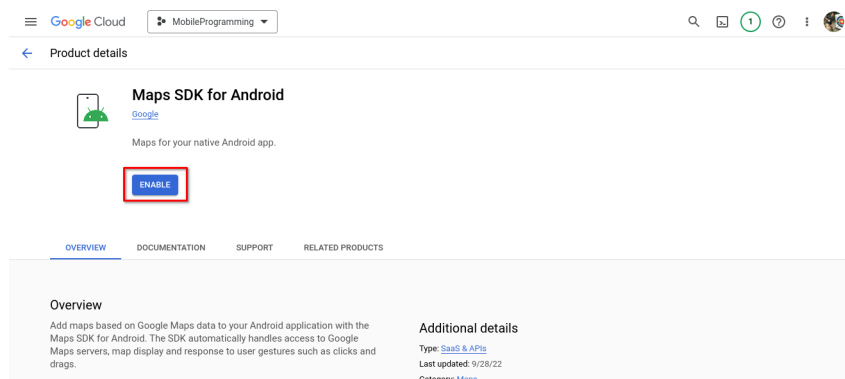 Google Cloud
MobileProgramming
1
Product details
Maps SDK for Android
Google
Maps for your native Android app.
ENABLE
OVERVIEW DOCUMENTATION SUPPORT RELATED PRODUCTS
Overview
Add maps based on Google Maps data to your Android application with the
Maps SDK for Android. The SDK automatically handles access to Google
Maps servers, map display and response to user gestures such as clicks and
drags.
Additional details
Type: SaaS & APIs
Last updated: 9/28/22
Category: Maps